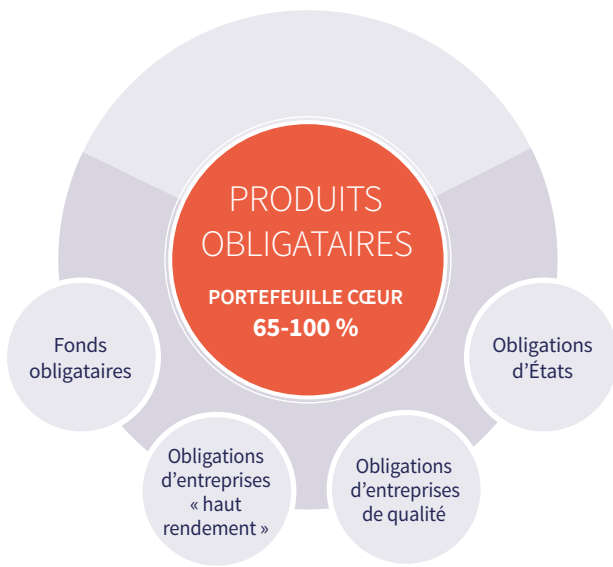 PRODUITS
OBLIGATAIRES
PORTEFEUILLE CŒUR
65-100 %
Fonds
obligataires
Obligations
d’entreprises
« haut
rendement »
Obligations
d’entreprises
de qualité
Obligations
d’États